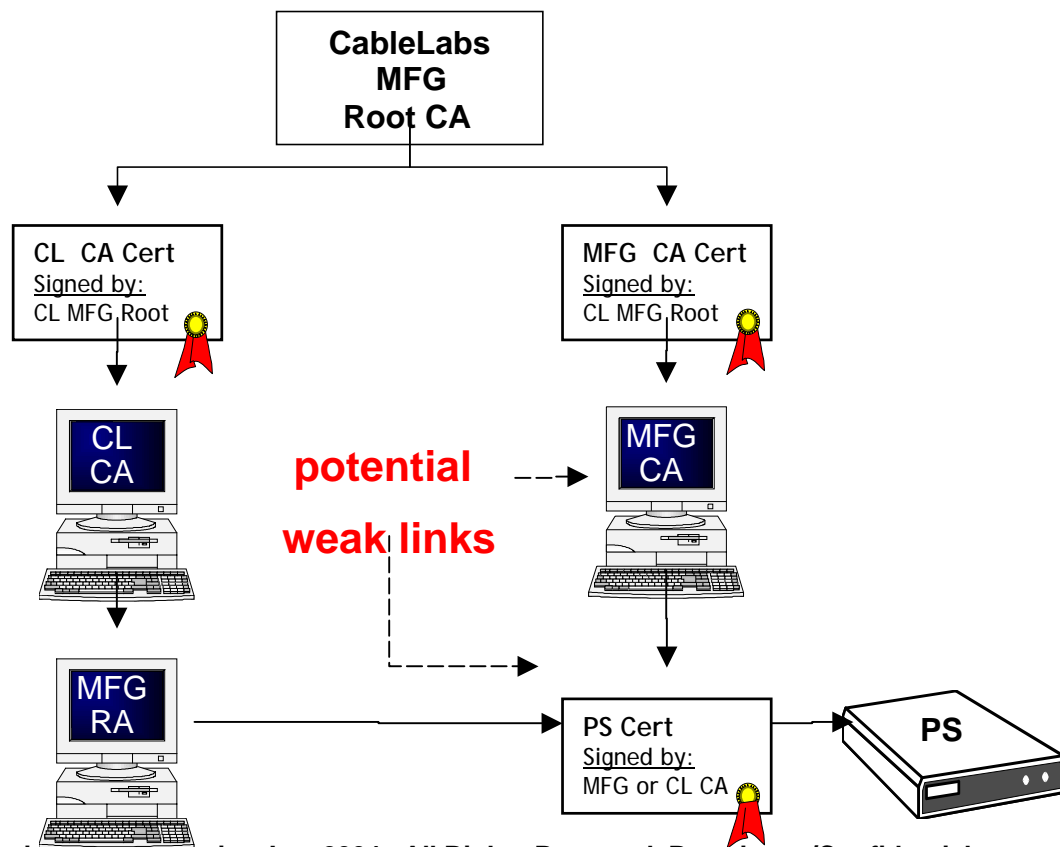 CableLabs
MFG
Root CA
CL CA Cert
Signed by:
CL MFG Root
MFG CA Cert
Signed by:
CL MFG Root
CL
CA
potential
weak links
MFG
CA
MFG
RA
PS Cert
Signed by:
MFG or CL CA
PS